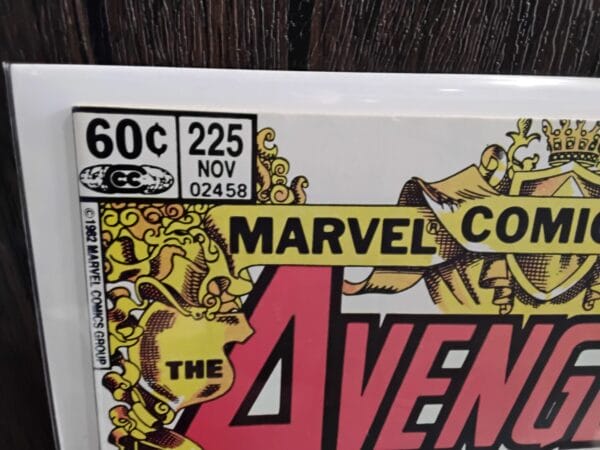 60¢
225
NOV
02458
CC
© 1982 MARVEL COMICS GROUP
MARVEL® COMIC
THE
AVENG